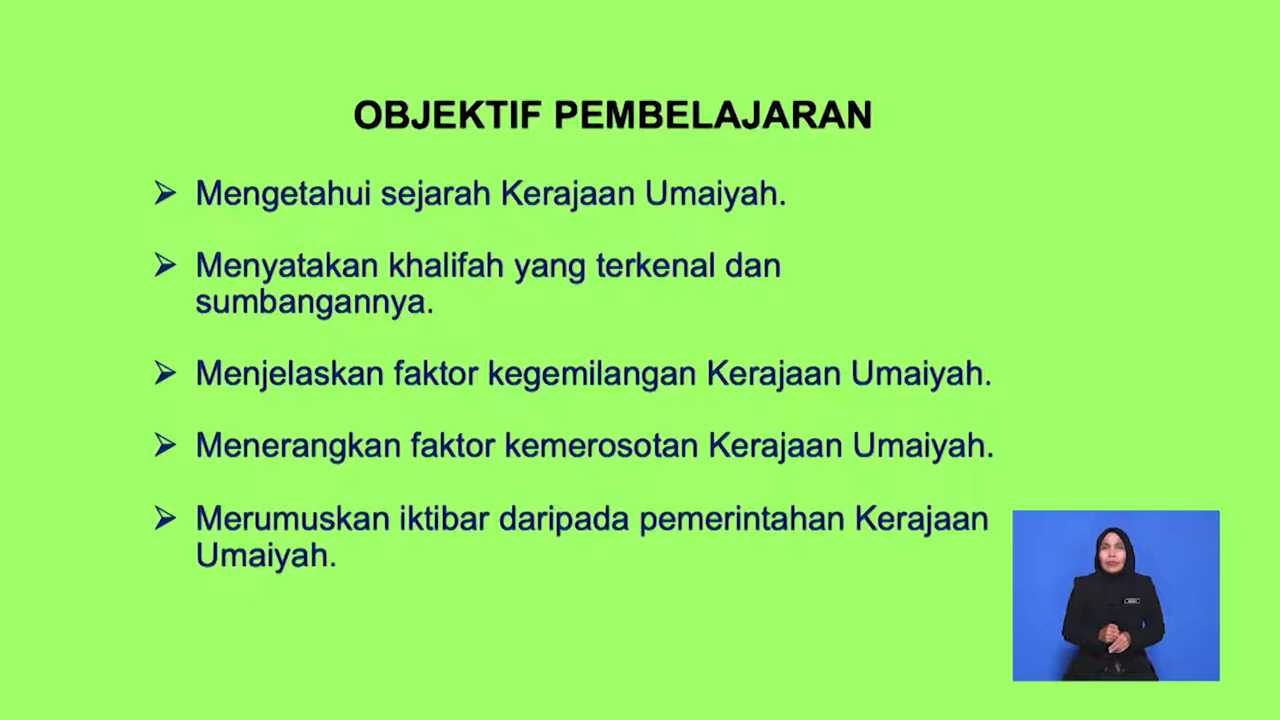 OBJEKTIF PEMBELAJARAN
➢ Mengetahui sejarah Kerajaan Umaiyah.
➢ Menyatakan khalifah yang terkenal dan
sumbangannya.
➢ Menjelaskan faktor kegemilangan Kerajaan Umaiyah.
➢ Menerangkan faktor kemerosotan Kerajaan Umaiyah.
➢ Merumuskan iktibar daripada pemerintahan Kerajaan
Umaiyah.